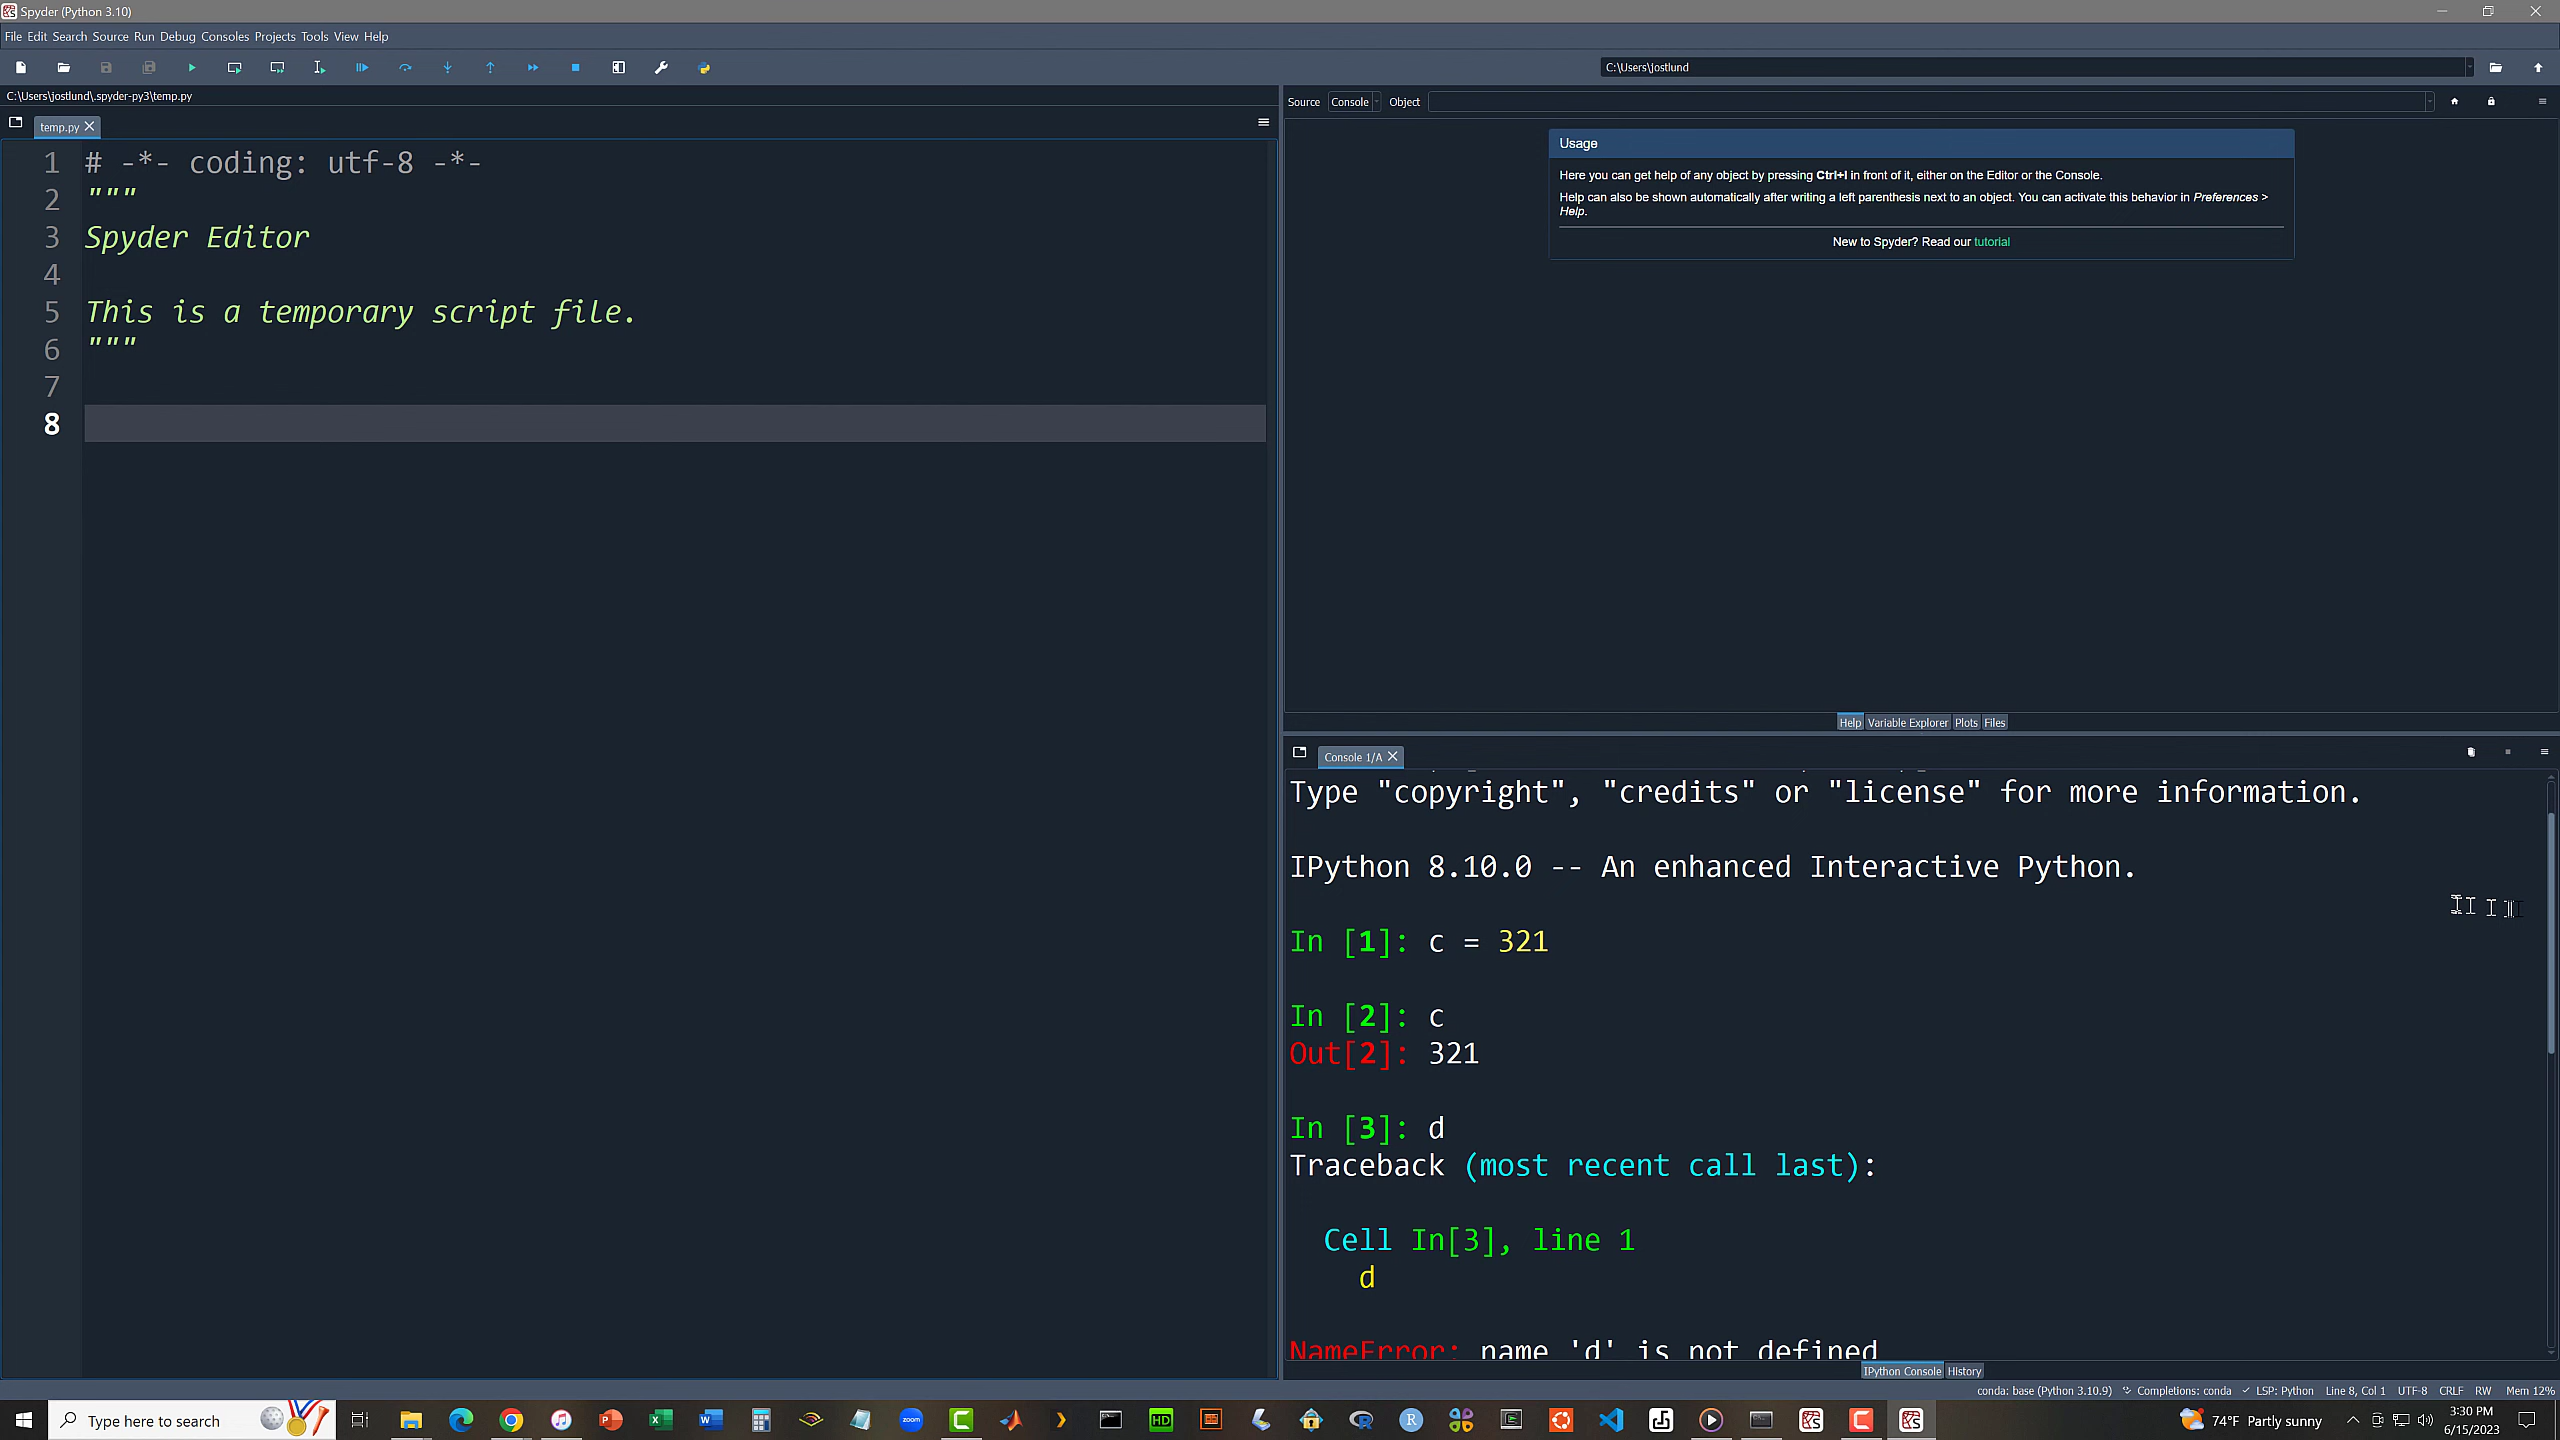 Spyder (Python 3.10)
File Edit Search Source Run Debug Consoles Projects Tools View Help
C:\Users\jostlund
C:\Users\jostlund\.spyder-py3\temp.py
temp.py
1 # -*- coding: utf-8 -*-
2 """
3 Spyder Editor
4
5 This is a temporary script file.
6 """
7
8
Source Console Object
Usage
Here you can get help of any object by pressing Ctrl+I in front of it, either on the Editor or the Console.
Help can also be shown automatically after writing a left parenthesis next to an object. You can activate this behavior in Preferences >
Help.
New to Spyder? Read our tutorial
Help Variable Explorer Plots Files
Console 1/A
Type "copyright", "credits" or "license" for more information.
IPython 8.10.0 -- An enhanced Interactive Python.
In [1]: c = 321
In [2]: c
Out[2]: 321
In [3]: d
Traceback (most recent call last):
Cell In[3], line 1
d
NameError: name 'd' is not defined
IPython Console History
conda: base (Python 3.10.9) Completions: conda LSP: Python Line 8, Col 1 UTF-8 CRLF RW Mem 12%
Type here to search
zoom
HD
74°F Partly sunny
3:30 PM
6/15/2023